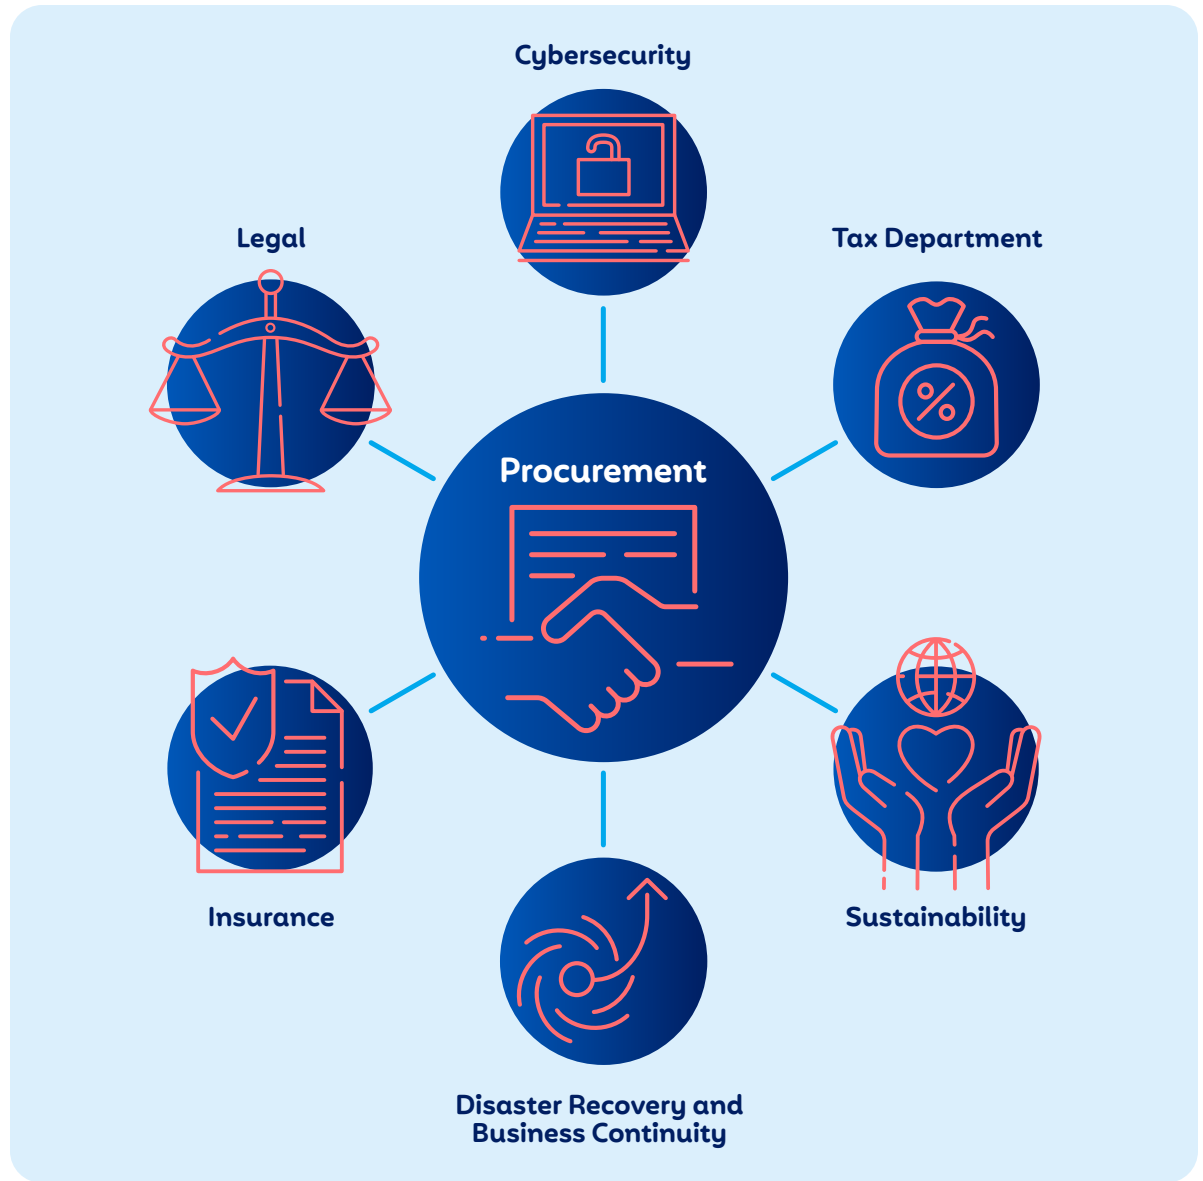 Cybersecurity
Legal
Tax Department
Procurement
Insurance
Sustainability
Disaster Recovery and
Business Continuity